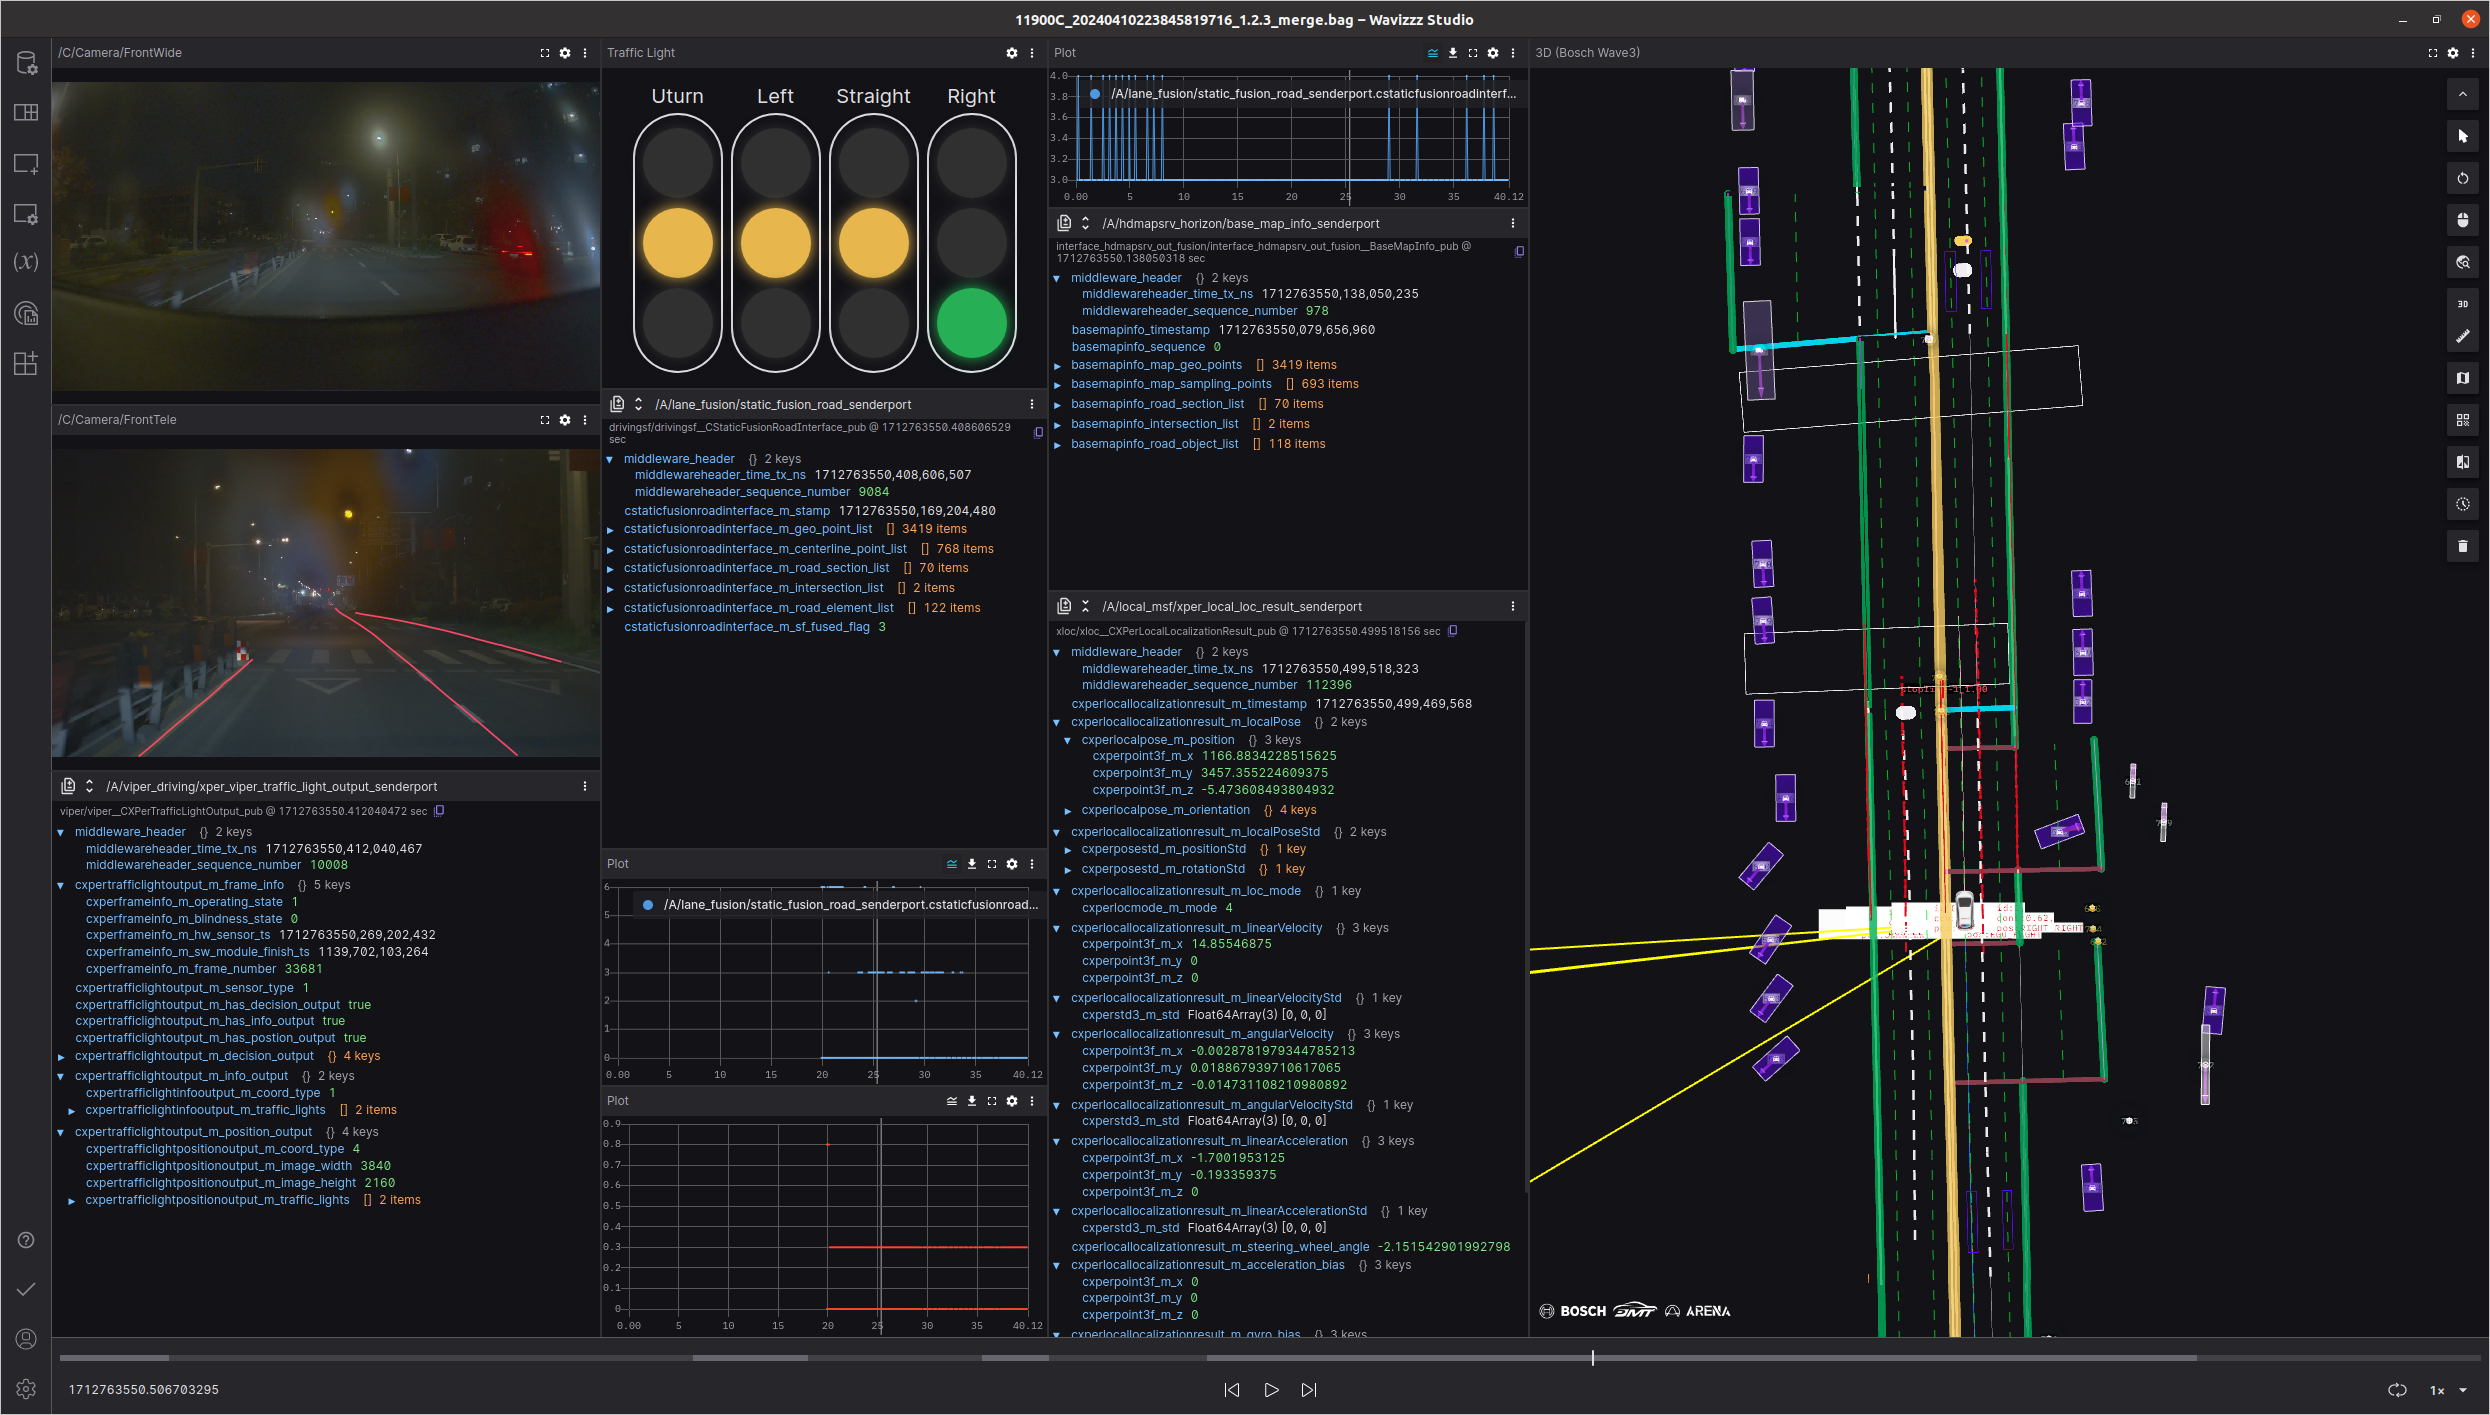 11900C_20240410223845819716_1.2.3_merge.bag – Wavizzz Studio
/C/Camera/FrontWide
/C/Camera/FrontTele
/A/viper_driving/xper_viper_traffic_light_output_senderport
viper/viper__CXPerTrafficLightOutput_pub @ 1712763550.412040472 sec
middleware_header {} 2 keys
middlewareheader_time_tx_ns 1712763550,412,040,467
middlewareheader_sequence_number 10008
cxpertrafficlightoutput_m_frame_info {} 5 keys
cxperframeinfo_m_operating_state 1
cxperframeinfo_m_blindness_state 0
cxperframeinfo_m_hw_sensor_ts 1712763550,269,202,432
cxperframeinfo_m_sw_module_finish_ts 1139,702,103,264
cxperframeinfo_m_frame_number 33681
cxpertrafficlightoutput_m_sensor_type 1
cxpertrafficlightoutput_m_has_decision_output true
cxpertrafficlightoutput_m_has_info_output true
cxpertrafficlightoutput_m_has_postion_output true
cxpertrafficlightoutput_m_decision_output {} 4 keys
cxpertrafficlightoutput_m_info_output {} 2 keys
cxpertrafficlightinfooutput_m_coord_type 1
cxpertrafficlightinfooutput_m_traffic_lights [] 2 items
cxpertrafficlightoutput_m_position_output {} 4 keys
cxpertrafficlightpositionoutput_m_coord_type 4
cxpertrafficlightpositionoutput_m_image_width 3840
cxpertrafficlightpositionoutput_m_image_height 2160
cxpertrafficlightpositionoutput_m_traffic_lights [] 2 items
Traffic Light
Uturn Left Straight Right
/A/lane_fusion/static_fusion_road_senderport
drivingsf/drivingsf__CStaticFusionRoadInterface_pub @ 1712763550.408606529
sec
middleware_header {} 2 keys
middlewareheader_time_tx_ns 1712763550,408,606,507
middlewareheader_sequence_number 9084
cstaticfusionroadinterface_m_stamp 1712763550,169,204,480
cstaticfusionroadinterface_m_geo_point_list [] 3419 items
cstaticfusionroadinterface_m_centerline_point_list [] 768 items
cstaticfusionroadinterface_m_road_section_list [] 70 items
cstaticfusionroadinterface_m_intersection_list [] 2 items
cstaticfusionroadinterface_m_road_element_list [] 122 items
cstaticfusionroadinterface_m_sf_fused_flag 3
Plot
6
/A/lane_fusion/static_fusion_road_senderport.cstaticfusionroad...
5
4
3
2
1
0
0.00 5 10 15 20 25 30 35 40.12
Plot
0.9
0.8
0.7
0.6
0.5
0.4
0.3
0.2
0.1
0
0.00 5 10 15 20 25 30 35 40.12
Plot
4.0
/A/lane_fusion/static_fusion_road_senderport.cstaticfusionroadinterf...
3.8
3.6
3.4
3.2
3.0
0.00 5 10 15 20 25 30 35 40.12
/A/hdmapsrv_horizon/base_map_info_senderport
interface_hdmapsrv_out_fusion/interface_hdmapsrv_out_fusion__BaseMapInfo_pub @
1712763550.138050318 sec
middleware_header {} 2 keys
middlewareheader_time_tx_ns 1712763550,138,050,235
middlewareheader_sequence_number 978
basemapinfo_timestamp 1712763550,079,656,960
basemapinfo_sequence 0
basemapinfo_map_geo_points [] 3419 items
basemapinfo_map_sampling_points [] 693 items
basemapinfo_road_section_list [] 70 items
basemapinfo_intersection_list [] 2 items
basemapinfo_road_object_list [] 118 items
/A/local_msf/xper_local_loc_result_senderport
xloc/xloc__CXPerLocalLocalizationResult_pub @ 1712763550.499518156 sec
middleware_header {} 2 keys
middlewareheader_time_tx_ns 1712763550,499,518,323
middlewareheader_sequence_number 112396
cxperlocallocalizationresult_m_timestamp 1712763550,499,469,568
cxperlocallocalizationresult_m_localPose {} 2 keys
cxperlocalpose_m_position {} 3 keys
cxperpoint3f_m_x 1166.8834228515625
cxperpoint3f_m_y 3457.355224609375
cxperpoint3f_m_z -5.473608493804932
cxperlocalpose_m_orientation {} 4 keys
cxperlocallocalizationresult_m_localPoseStd {} 2 keys
cxperposestd_m_positionStd {} 1 key
cxperposestd_m_rotationStd {} 1 key
cxperlocallocalizationresult_m_loc_mode {} 1 key
cxperlocmode_m_mode 4
cxperlocallocalizationresult_m_linearVelocity {} 3 keys
cxperpoint3f_m_x 14.85546875
cxperpoint3f_m_y 0
cxperpoint3f_m_z 0
cxperlocallocalizationresult_m_linearVelocityStd {} 1 key
cxperstd3_m_std Float64Array(3) [0, 0, 0]
cxperlocallocalizationresult_m_angularVelocity {} 3 keys
cxperpoint3f_m_x -0.0028781979344785213
cxperpoint3f_m_y 0.018867939710617065
cxperpoint3f_m_z -0.014731108210980892
cxperlocallocalizationresult_m_angularVelocityStd {} 1 key
cxperstd3_m_std Float64Array(3) [0, 0, 0]
cxperlocallocalizationresult_m_linearAcceleration {} 3 keys
cxperpoint3f_m_x -1.7001953125
cxperpoint3f_m_y -0.193359375
cxperpoint3f_m_z 0
cxperlocallocalizationresult_m_linearAccelerationStd {} 1 key
cxperstd3_m_std Float64Array(3) [0, 0, 0]
cxperlocallocalizationresult_m_steering_wheel_angle -2.151542901992798
cxperlocallocalizationresult_m_acceleration_bias {} 3 keys
cxperpoint3f_m_x 0
cxperpoint3f_m_y 0
cxperpoint3f_m_z 0
cxperlocallocalizationresult_m_gyro_bias {} 3 keys
3D (Bosch Wave3)
3D
BOSCH ARENA
1712763550.506703295
1×